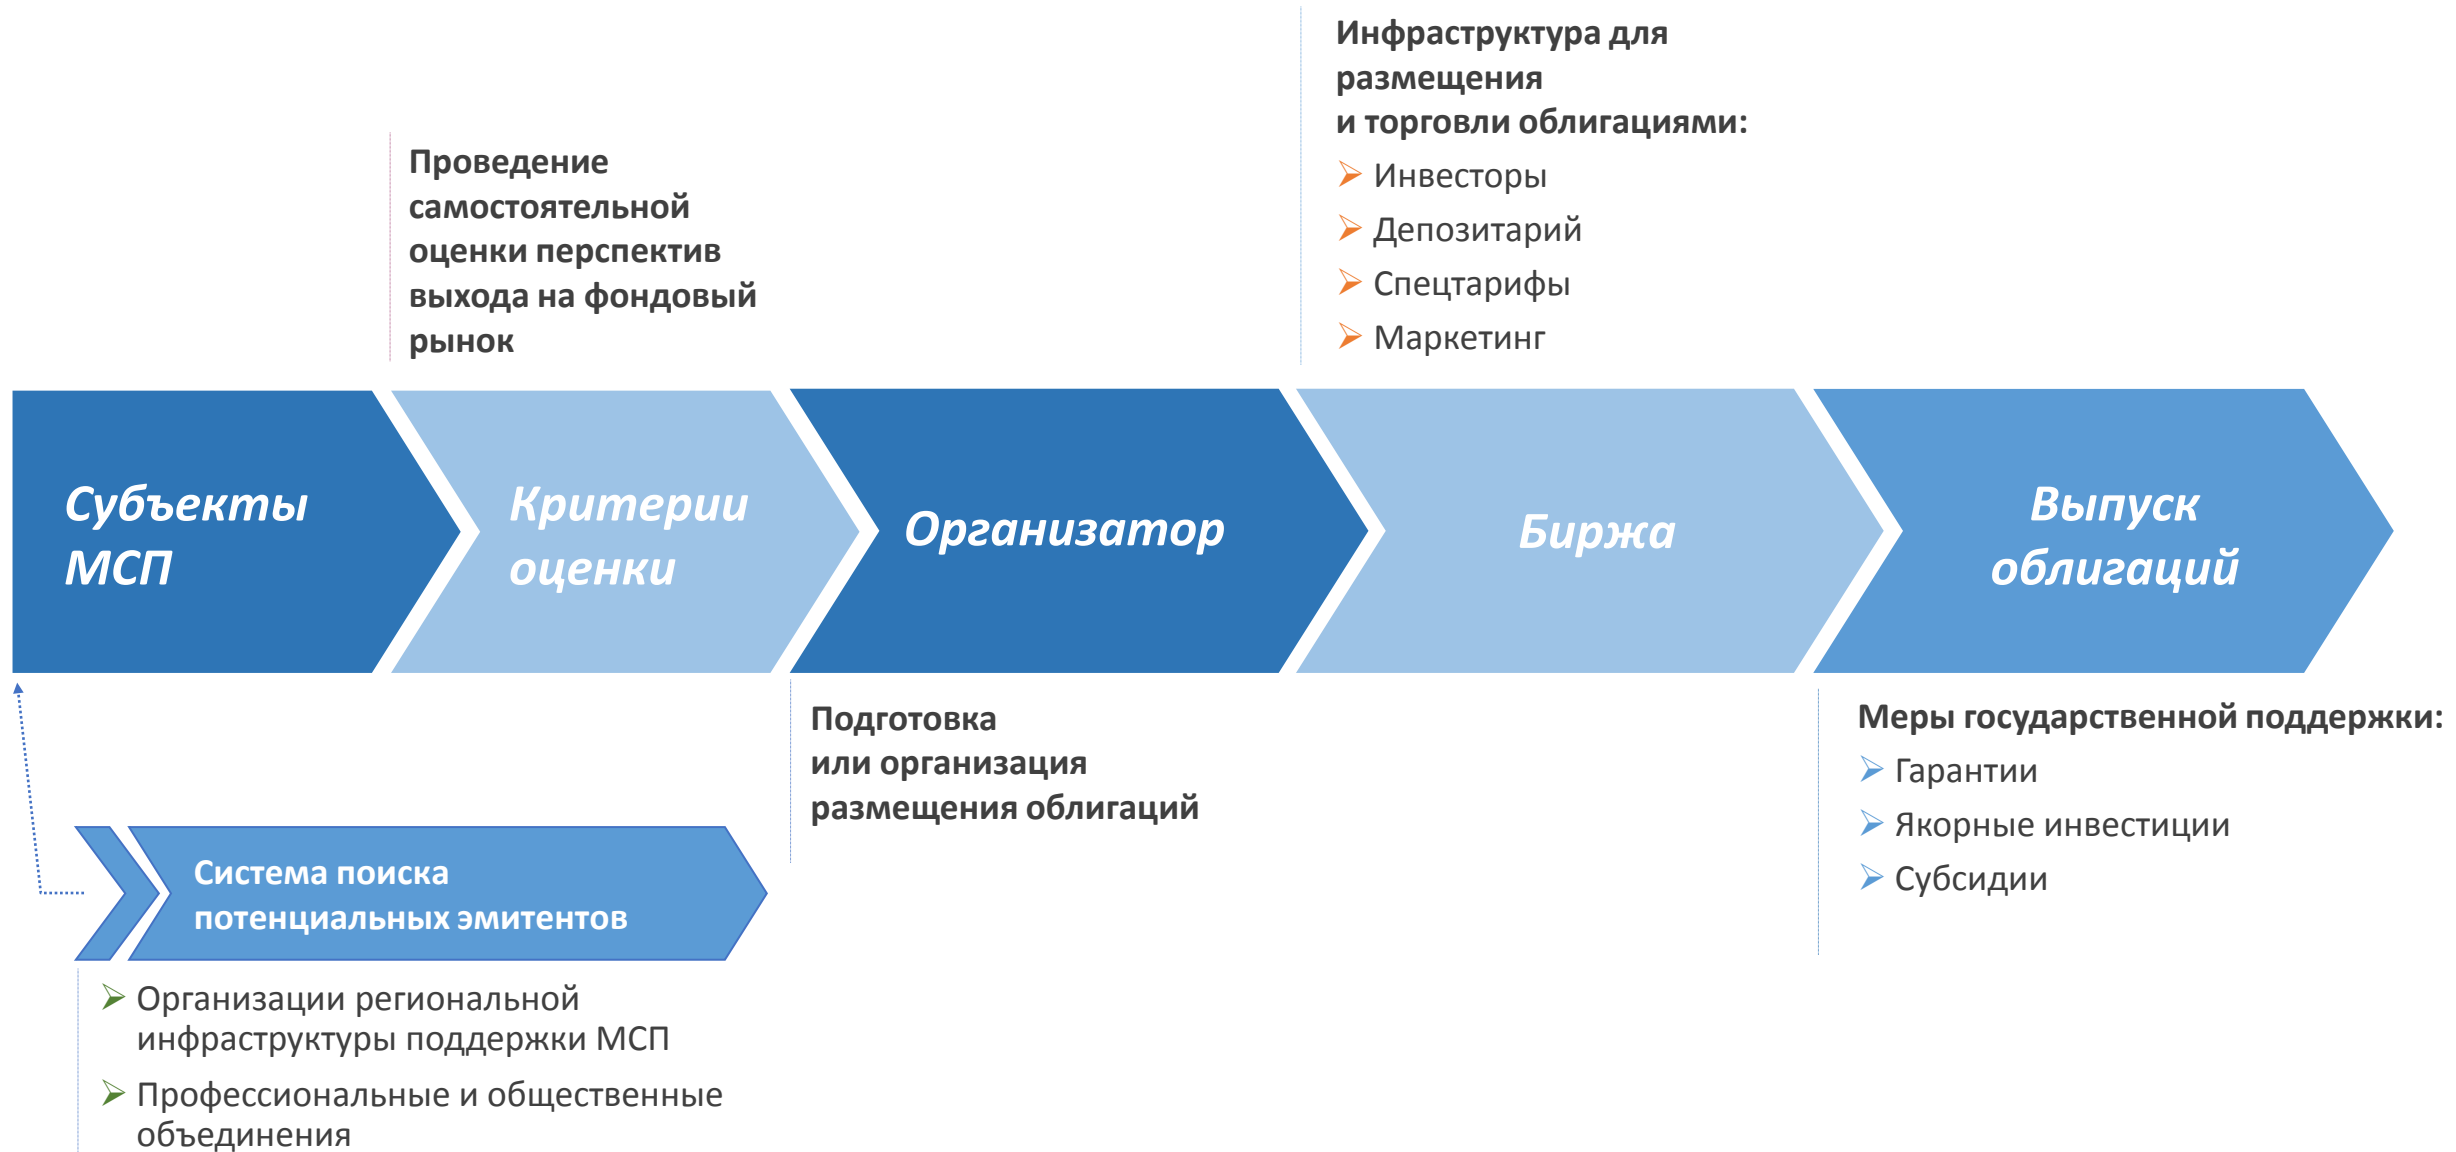 Инфраструктура для
размещения
и торговли облигациями:
Инвесторы
Депозитарий
Спецтарифы
Маркетинг
Проведение
самостоятельной
оценки перспектив
выхода на фондовый
рынок
Субъекты
МСП
Критерии
оценки
Организатор
Биржа
Выпуск
облигаций
Подготовка
или организация
размещения облигаций
Меры государственной поддержки:
Гарантии
Якорные инвестиции
Субсидии
Система поиска
потенциальных эмитентов
Организации региональной
инфраструктуры поддержки МСП
Профессиональные и общественные
объединения